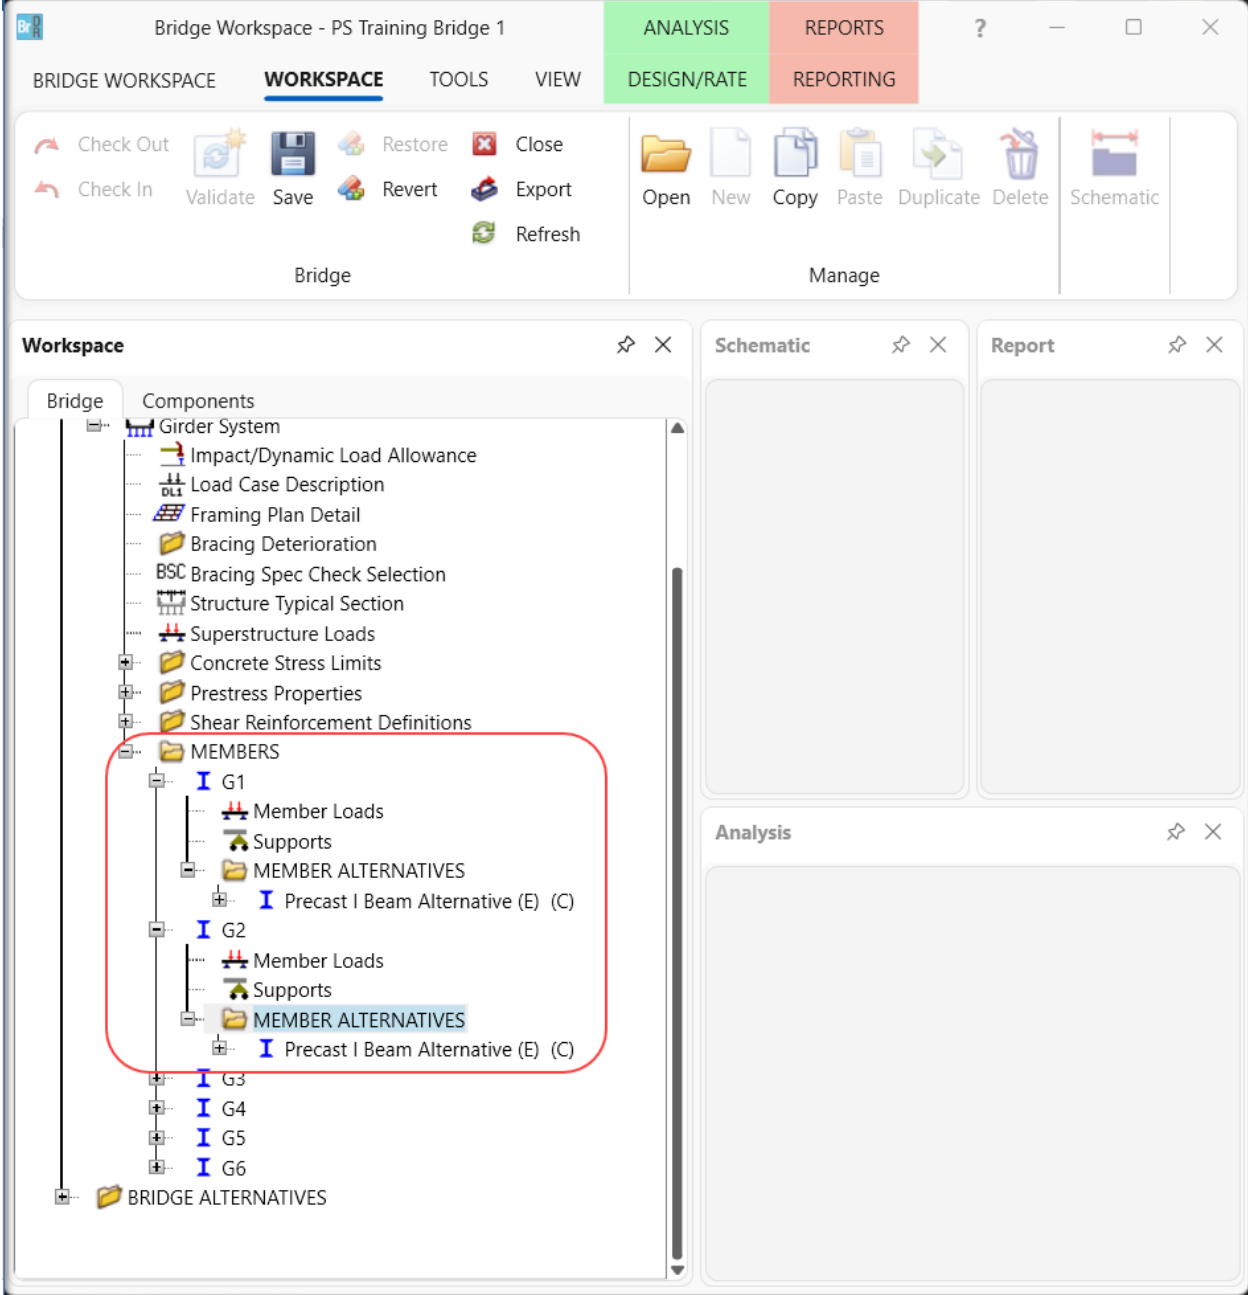 BrDR
Bridge Workspace - PS Training Bridge 1
ANALYSIS
REPORTS
?
BRIDGE WORKSPACE
WORKSPACE
TOOLS
VIEW
DESIGN/RATE
REPORTING
Check Out
Check In
Validate
Save
Restore
Revert
Close
Export
Refresh
Bridge
Open
New
Copy
Paste
Duplicate
Delete
Manage
Schematic
Workspace
Bridge
Components
Girder System
Impact/Dynamic Load Allowance
DL1 Load Case Description
Framing Plan Detail
Bracing Deterioration
BSC Bracing Spec Check Selection
Structure Typical Section
Superstructure Loads
Concrete Stress Limits
Prestress Properties
Shear Reinforcement Definitions
MEMBERS
G1
Member Loads
Supports
MEMBER ALTERNATIVES
Precast I Beam Alternative (E) (C)
G2
Member Loads
Supports
MEMBER ALTERNATIVES
Precast I Beam Alternative (E) (C)
G3
G4
G5
G6
BRIDGE ALTERNATIVES
Schematic
Report
Analysis